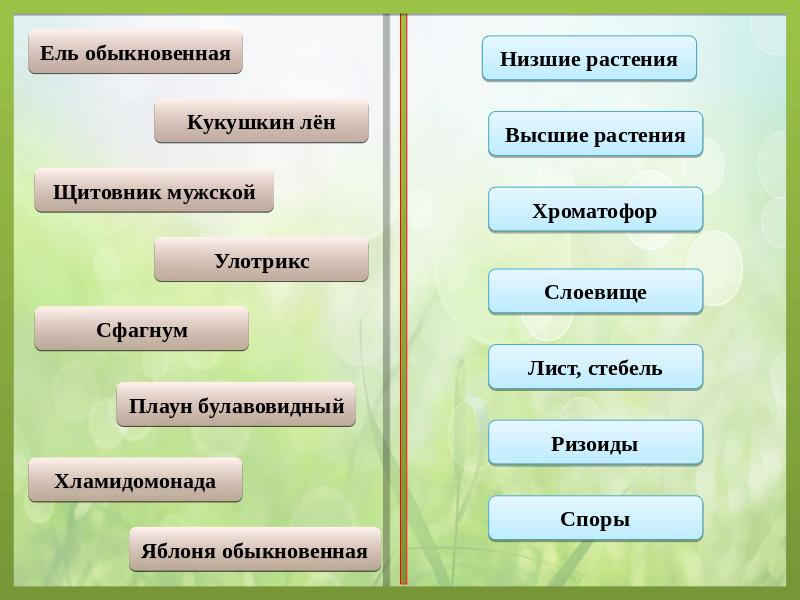 Ель обыкновенная
Кукушкин лён
Щитовник мужской
Улотрикс
Сфагнум
Плаун булавовидный
Хламидомонада
Яблоня обыкновенная
Низшие растения
Высшие растения
Хроматофор
Слоевище
Лист, стебель
Ризоиды
Споры